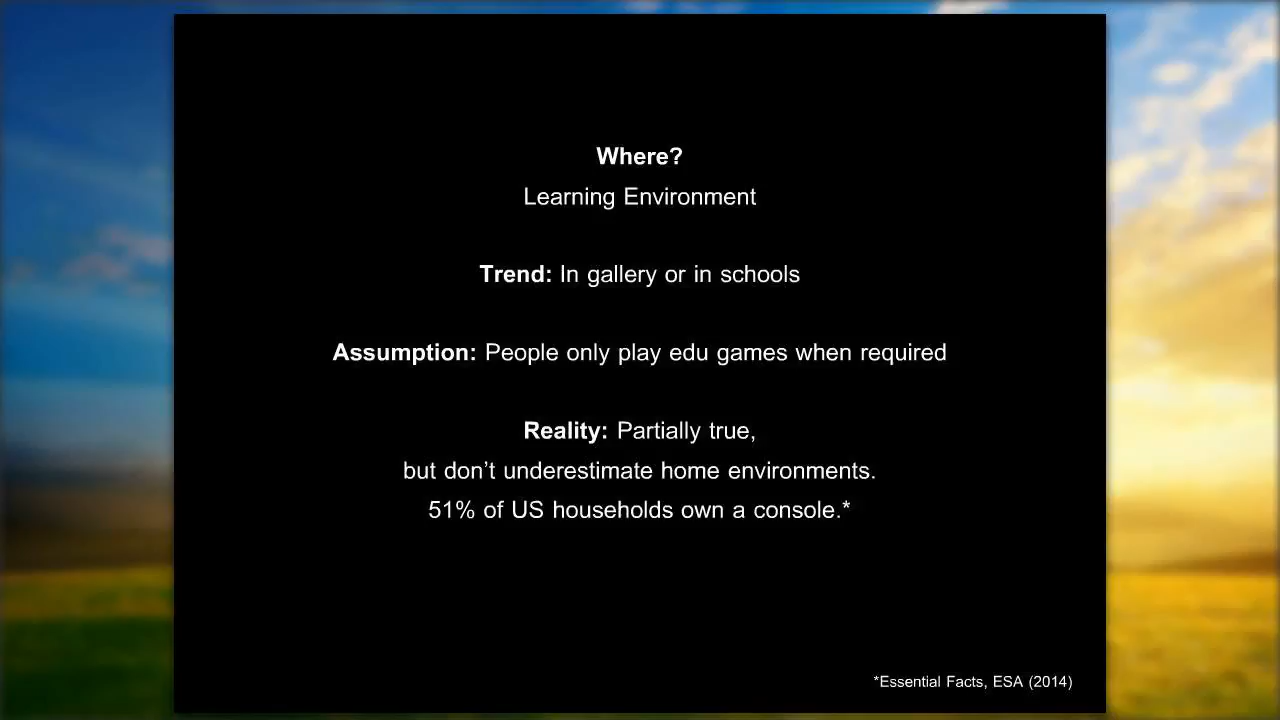 Where?
Learning Environment
Trend: In gallery or in schools
Assumption: People only play edu games when required
Reality: Partially true,
but don’t underestimate home environments.
51% of US households own a console.*
*Essential Facts, ESA (2014)